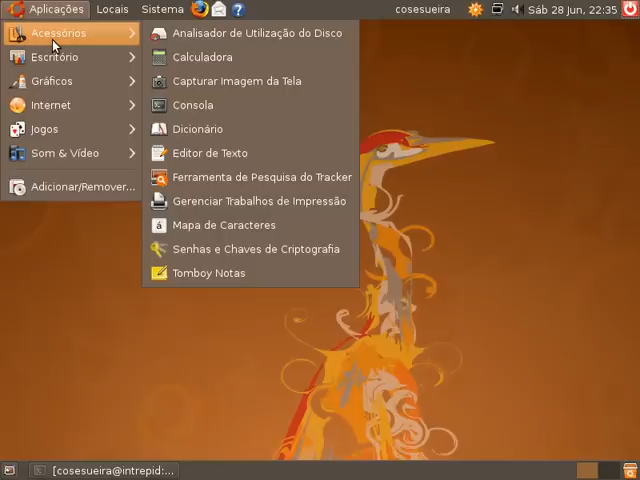 Aplicações Locais Sistema cosesueira Sáb 28 Jun, 22:35
Acessórios
Escritório
Gráficos
Internet
Jogos
Som & Vídeo
Adicionar/Remover...
Analisador de Utilização do Disco
Calculadora
Capturar Imagem da Tela
Consola
Dicionário
Editor de Texto
Ferramenta de Pesquisa do Tracker
Gerenciar Trabalhos de Impressão
Mapa de Caracteres
Senhas e Chaves de Criptografia
Tomboy Notas
[cosesueira@intrepid:...